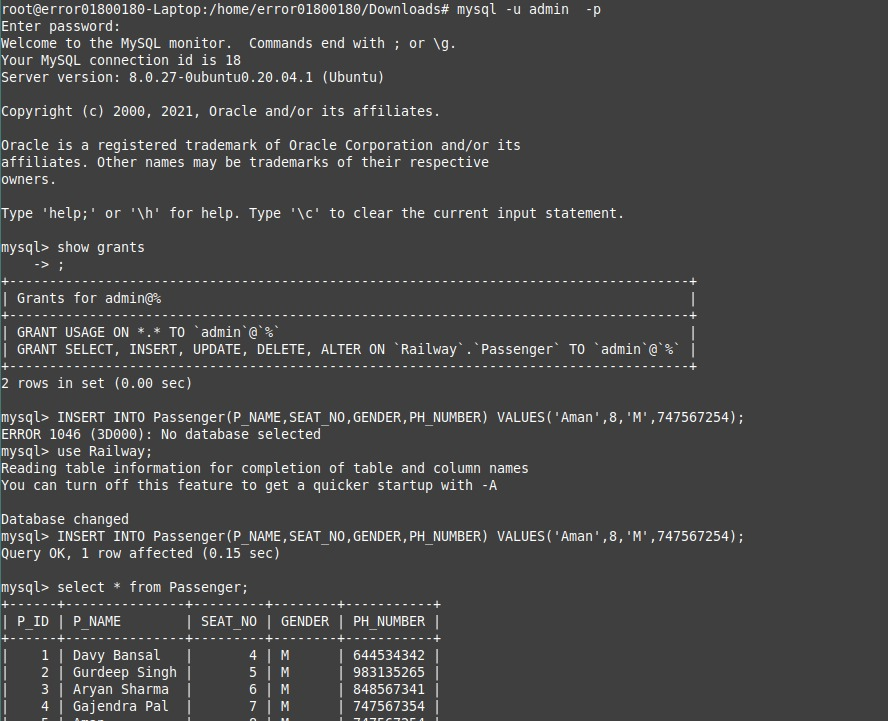 root@error01800180-Laptop:/home/error01800180/Downloads# mysql -u admin  -p
Enter password:
Welcome to the MySQL monitor.  Commands end with ; or \g.
Your MySQL connection id is 18
Server version: 8.0.27-0ubuntu0.20.04.1 (Ubuntu)

Copyright (c) 2000, 2021, Oracle and/or its affiliates.

Oracle is a registered trademark of Oracle Corporation and/or its
affiliates. Other names may be trademarks of their respective
owners.

Type 'help;' or '\h' for help. Type '\c' to clear the current input statement.

mysql> show grants
    -> ;
+-------------------------------------------------------------------------------------+
| Grants for admin@%                                                                  |
+-------------------------------------------------------------------------------------+
| GRANT USAGE ON *.* TO `admin`@`%`                                                   |
| GRANT SELECT, INSERT, UPDATE, DELETE, ALTER ON `Railway`.`Passenger` TO `admin`@`%` |
+-------------------------------------------------------------------------------------+
2 rows in set (0.00 sec)

mysql> INSERT INTO Passenger(P_NAME,SEAT_NO,GENDER,PH_NUMBER) VALUES('Aman',8,'M',747567254);
ERROR 1046 (3D000): No database selected
mysql> use Railway;
Reading table information for completion of table and column names
You can turn off this feature to get a quicker startup with -A

Database changed
mysql> INSERT INTO Passenger(P_NAME,SEAT_NO,GENDER,PH_NUMBER) VALUES('Aman',8,'M',747567254);
Query OK, 1 row affected (0.15 sec)

mysql> select * from Passenger;
+------+---------------+---------+--------+-----------+
| P_ID | P_NAME        | SEAT_NO | GENDER | PH_NUMBER |
+------+---------------+---------+--------+-----------+
|    1 | Davy Bansal   |       4 | M      | 644534342 |
|    2 | Gurdeep Singh |       5 | M      | 983135265 |
|    3 | Aryan Sharma  |       6 | M      | 848567341 |
|    4 | Gajendra Pal  |       7 | M      | 747567354 |
|    5 | Aman          |       8 | M      | 747567254 |